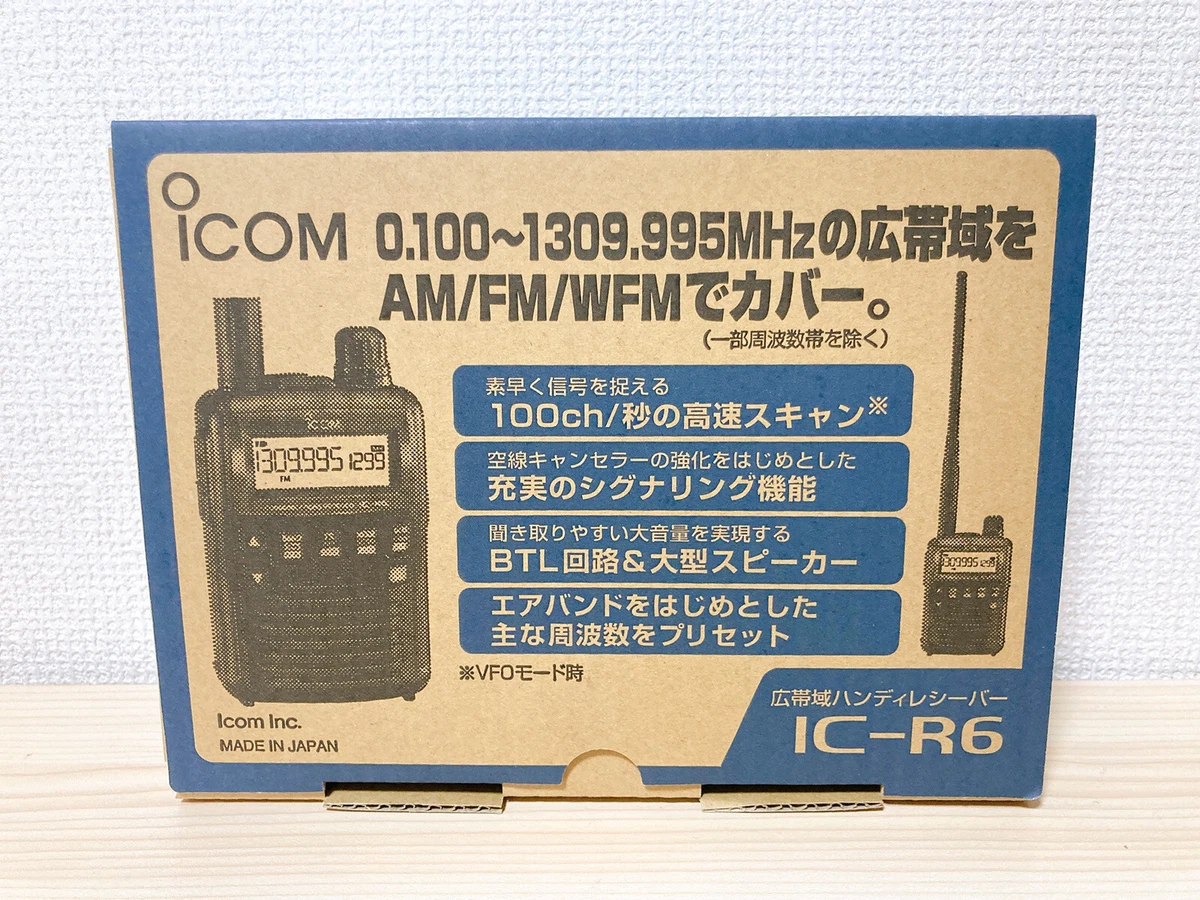 iCOM
0.100~1309.995MHzの広帯域を
AM/FM/WFMでカバー。
(一部周波数帯を除く)
素早く信号を捉える
100ch/秒の高速スキャン※
空線キャンセラーの強化をはじめとした
充実のシグナリング機能
聞き取りやすい大音量を実現する
BTL回路&大型スピーカー
エアバンドをはじめとした
主な周波数をプリセット
※VFOモード時
iCOM
1309.995 1299
FM
1309.995 1299
Icom Inc.
MADE IN JAPAN
広帯域ハンディレシーバー
IC-R6